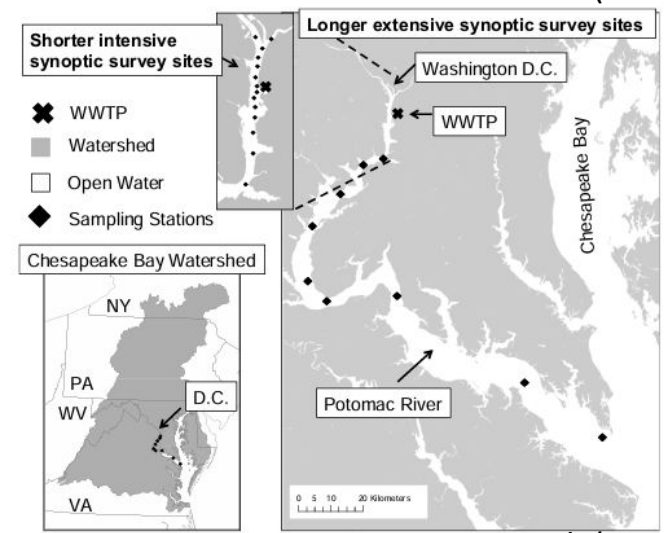 Longer extensive synoptic survey sites
Shorter intensive
synoptic survey sites
Washington D.C.
WWTP
WWTP
Watershed
Open Water
Sampling Stations
Chesapeake Bay
Chesapeake Bay Watershed
NY
PA
WV
D.C.
VA
Potomac River
0 5 10 20 Kilometers